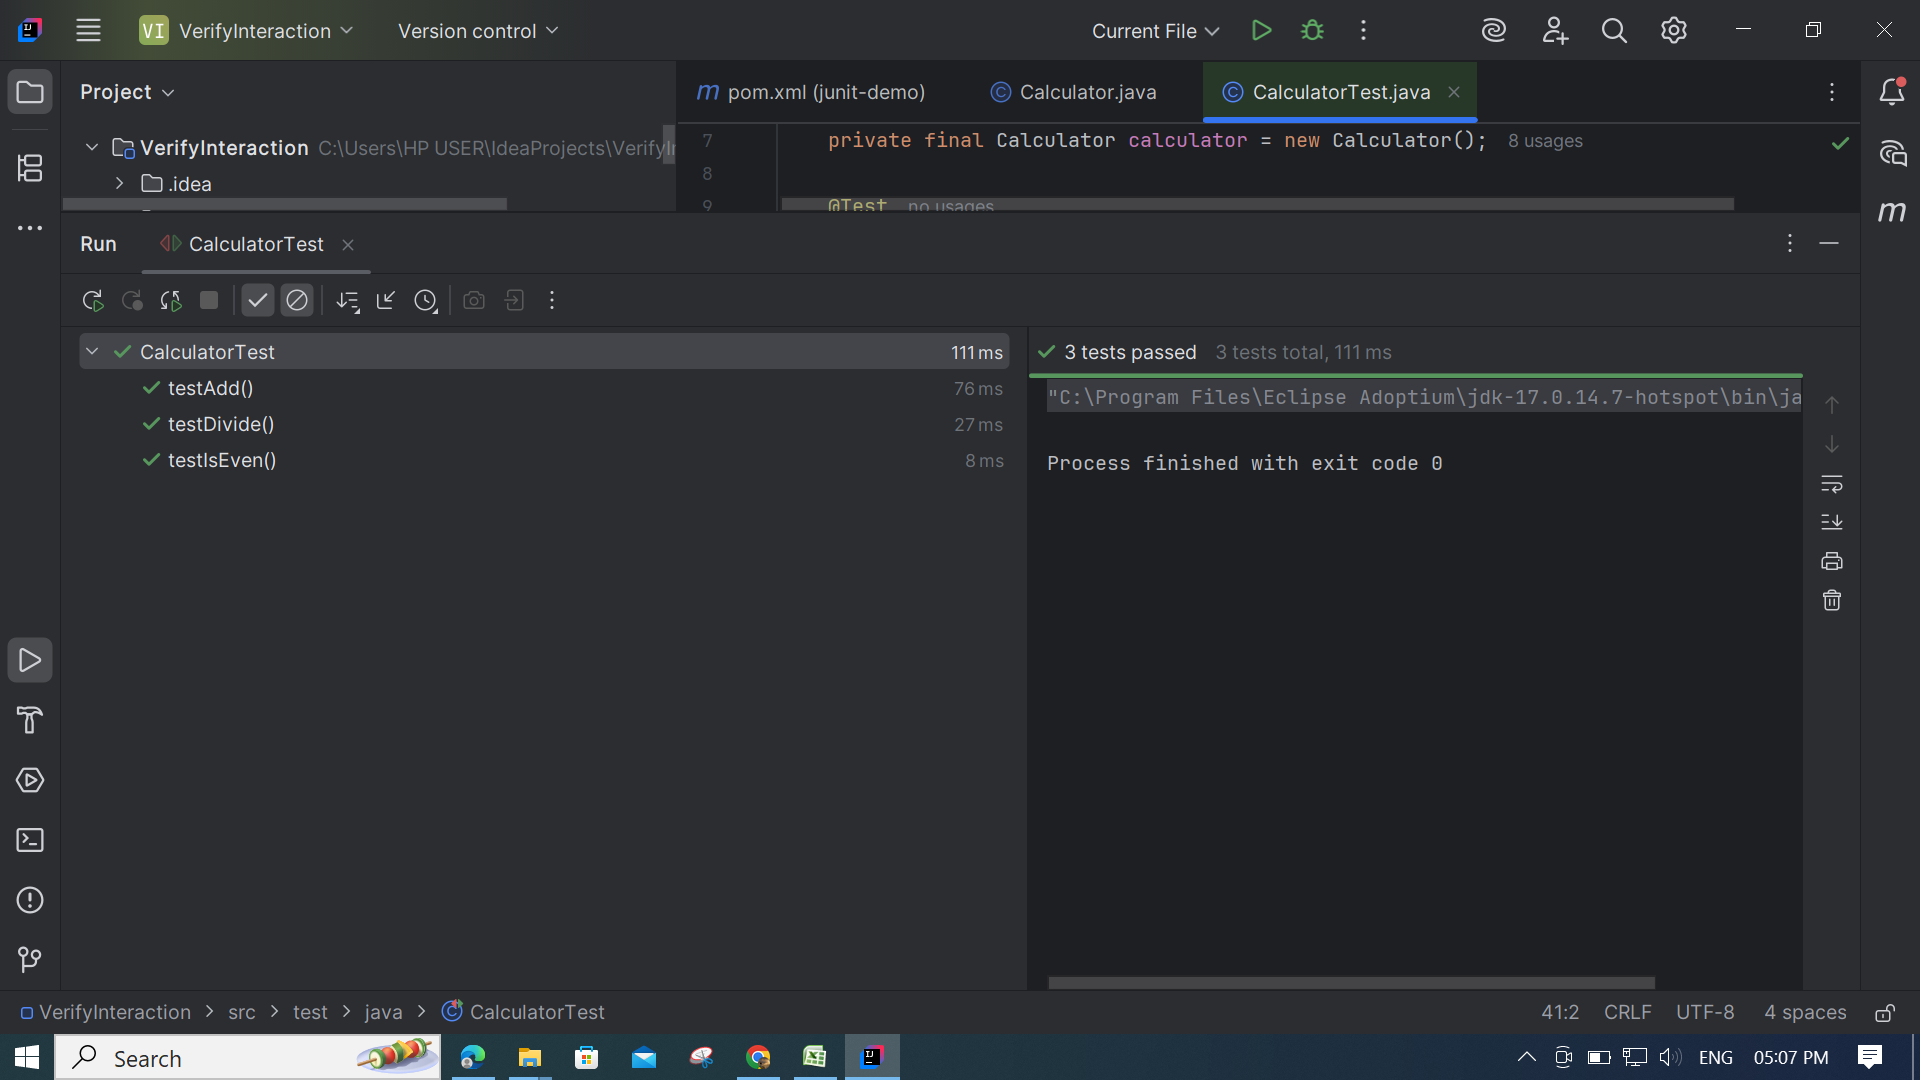 VI VerifyInteraction Version control Current File
Project
pom.xml (junit-demo) Calculator.java CalculatorTest.java
VerifyInteraction C:\Users\HP USER\IdeaProjects\VerifyI
.idea
7 private final Calculator calculator = new Calculator(); 8 usages
8
9 @Test no usages
Run CalculatorTest
CalculatorTest 111 ms
testAdd() 76 ms
testDivide() 27 ms
testIsEven() 8 ms
3 tests passed 3 tests total, 111 ms
"C:\Program Files\Eclipse Adoptium\jdk-17.0.14.7-hotspot\bin\ja
Process finished with exit code 0
VerifyInteraction > src > test > java > CalculatorTest
41:2 CRLF UTF-8 4 spaces
Search
ENG 05:07 PM